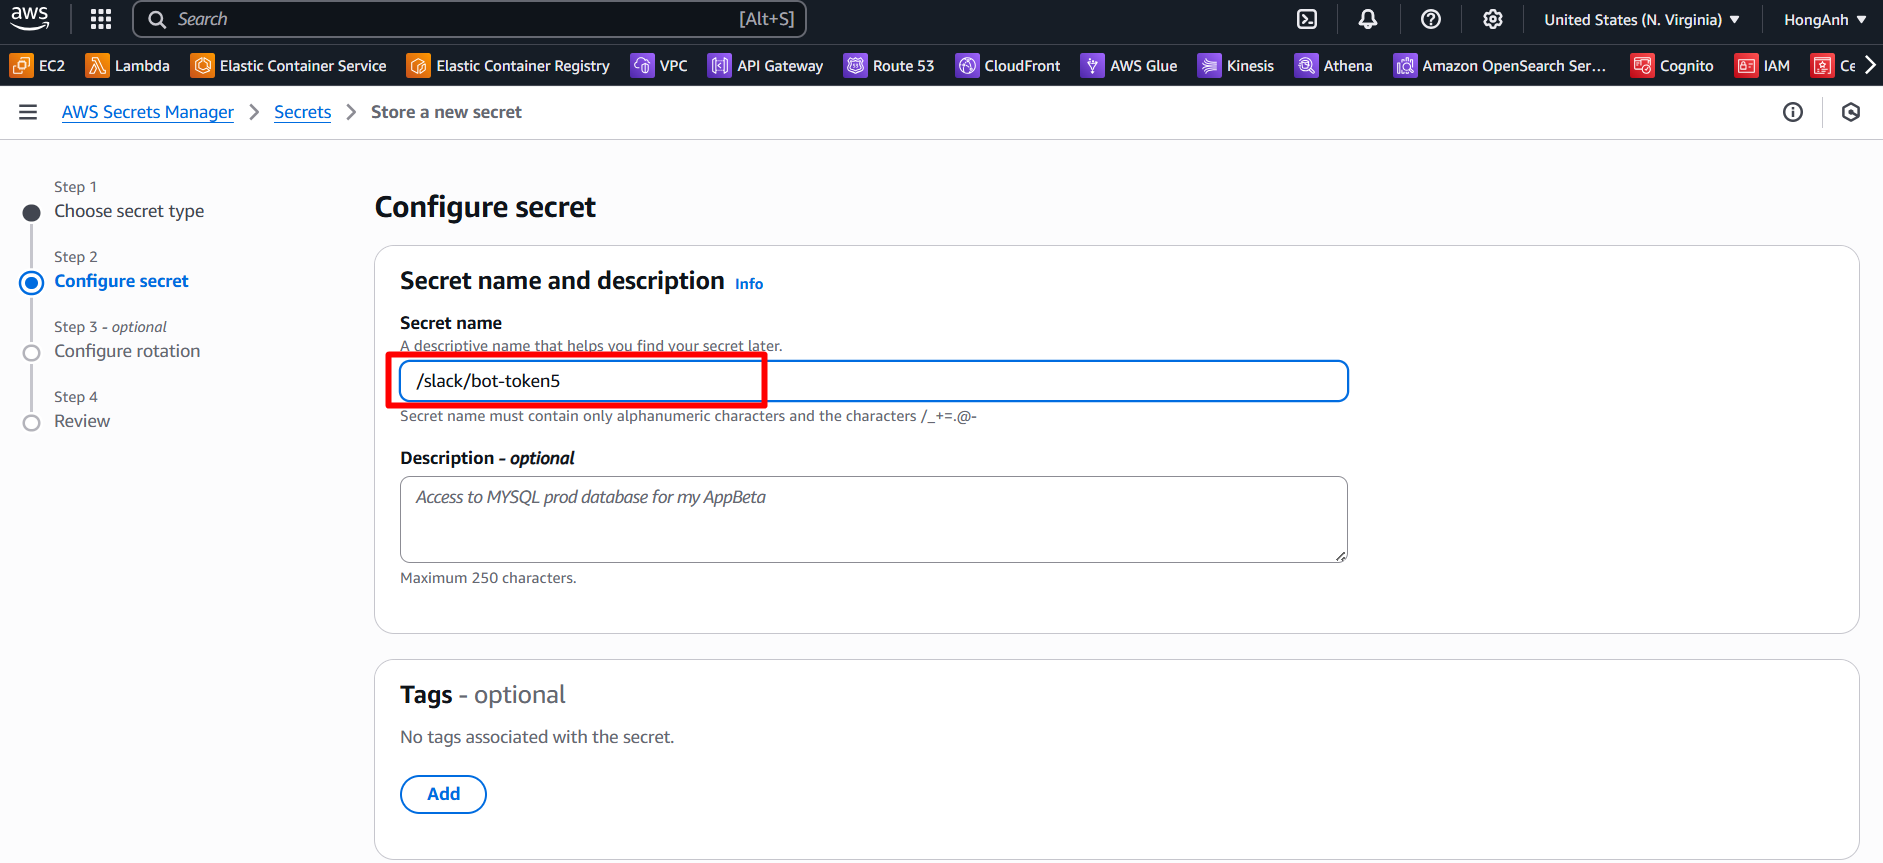 aws
Search [Alt+S]
United States (N. Virginia) HongAnh
EC2 Lambda Elastic Container Service Elastic Container Registry VPC API Gateway Route 53 CloudFront AWS Glue Kinesis Athena Amazon OpenSearch Ser... Cognito IAM Ce
AWS Secrets Manager Secrets Store a new secret
Step 1
Choose secret type
Step 2
Configure secret
Step 3 - optional
Configure rotation
Step 4
Review
Configure secret
Secret name and description Info
Secret name
A descriptive name that helps you find your secret later.
/slack/bot-token5
Secret name must contain only alphanumeric characters and the characters /_+=.@-
Description - optional
Access to MYSQL prod database for my AppBeta
Maximum 250 characters.
Tags - optional
No tags associated with the secret.
Add